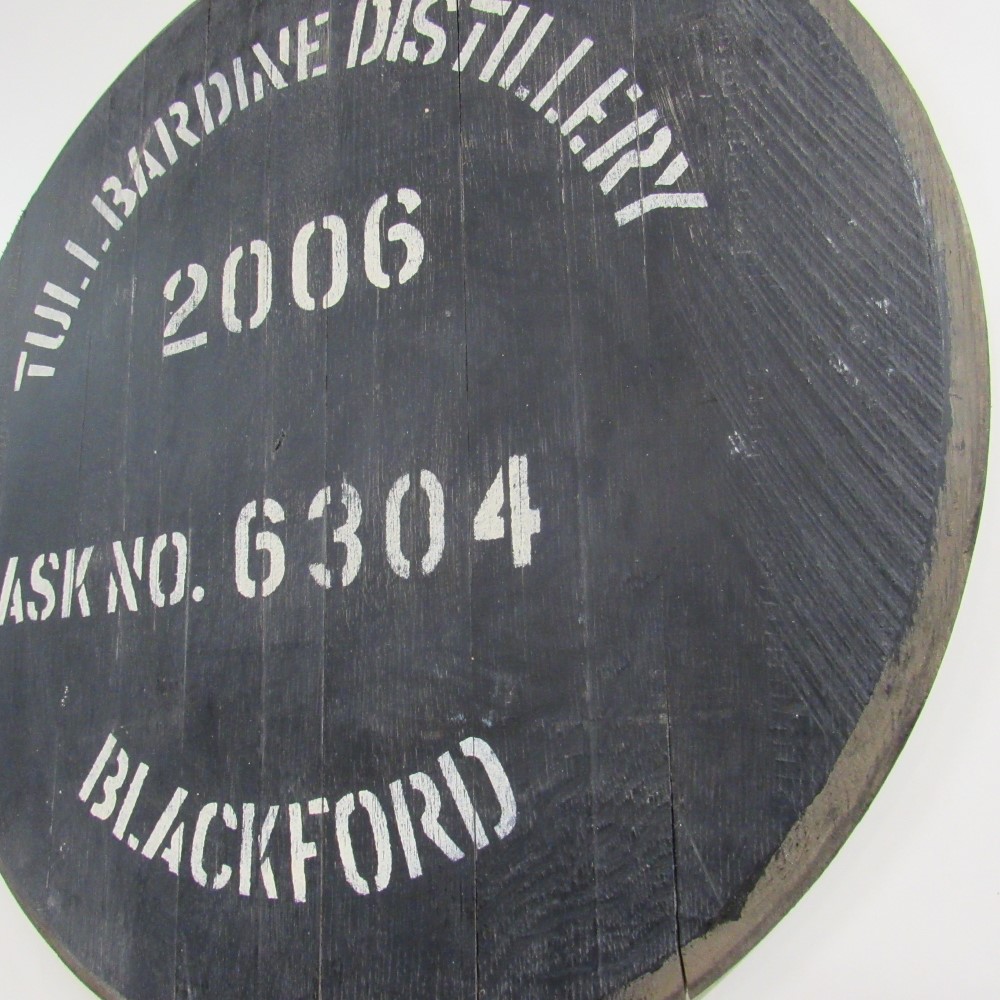 TULLIBARDINE DISTILLERY
2006
ASK NO. 6304
BLACKFORD